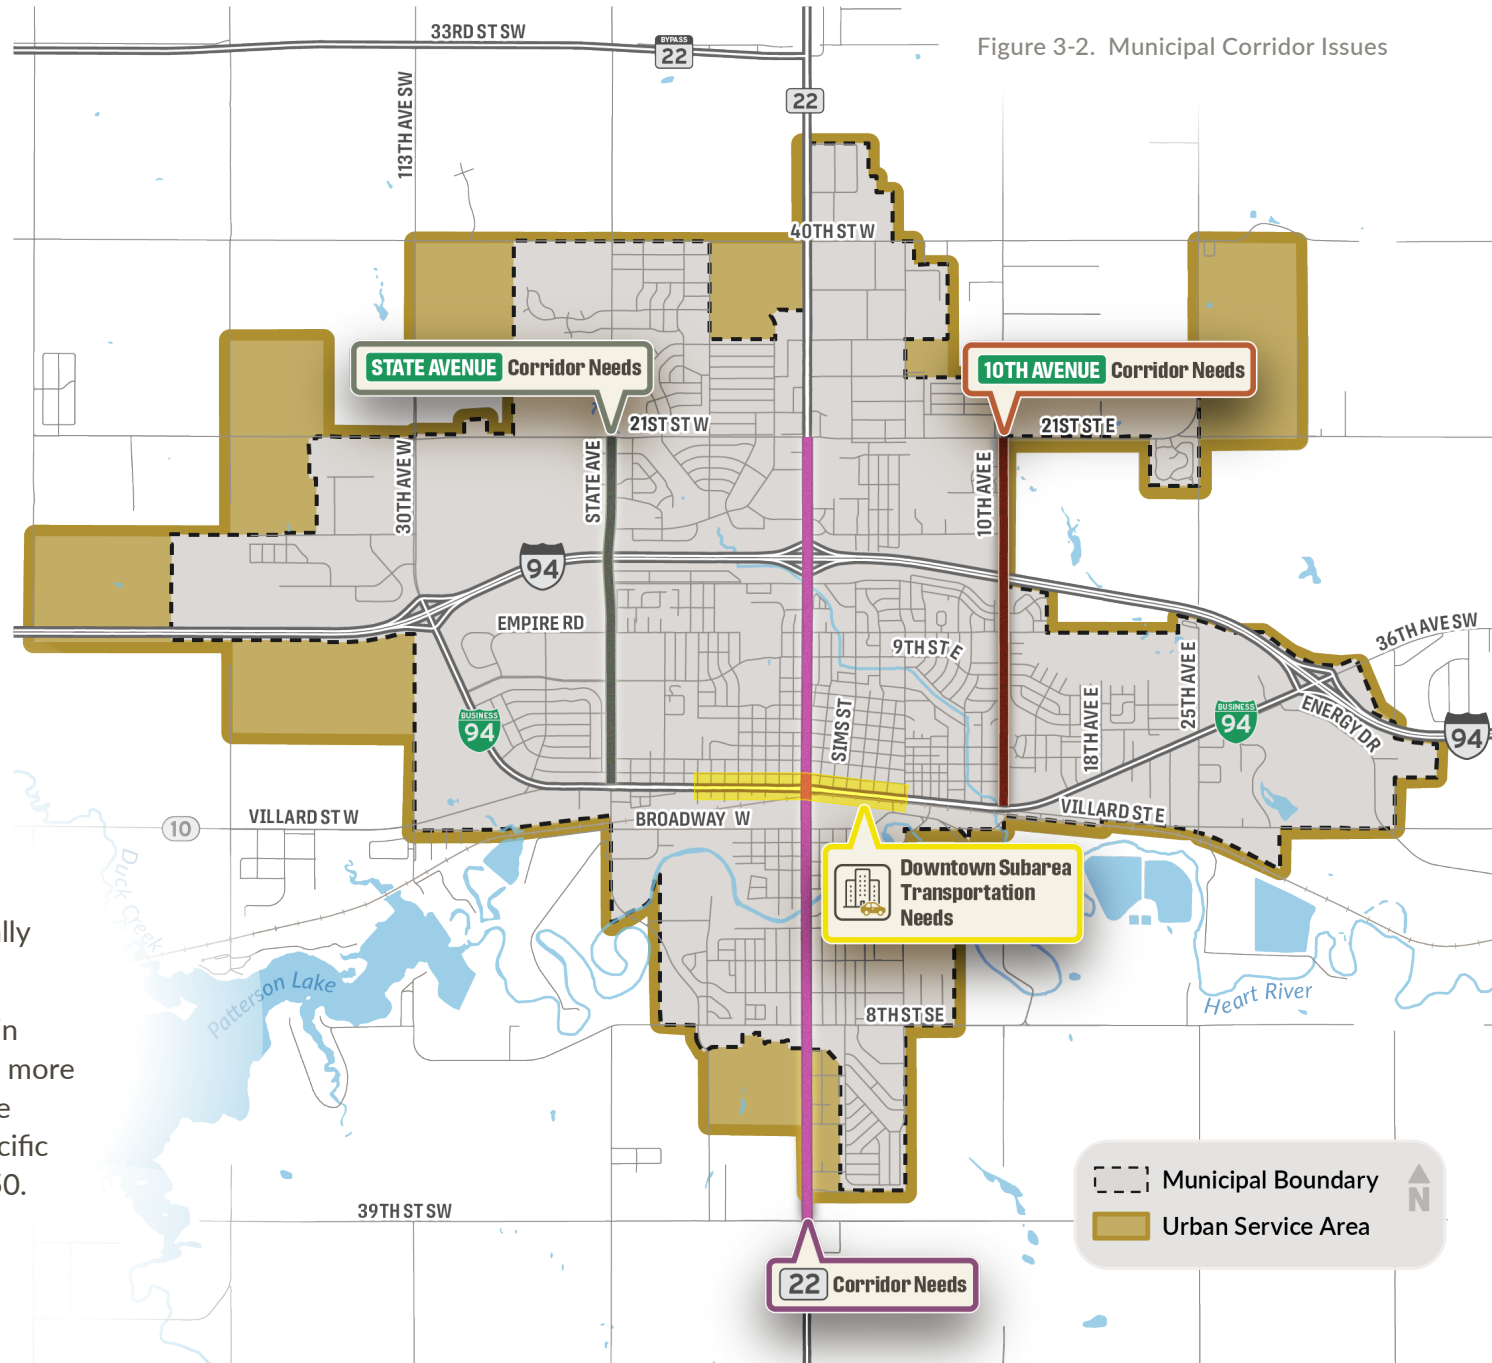 Figure 3-2.  Municipal Corridor Issues
33RD ST SW
BYPASS
22
22
113TH AVE SW
40TH ST W
STATE AVENUE Corridor Needs
10TH AVENUE Corridor Needs
21ST ST W
21ST ST E
30TH AVE W
STATE AVE
10TH AVE E
94
EMPIRE RD
9TH ST E
36TH AVE SW
25TH AVE E
18TH AVE E
SIMS ST
BUSINESS
94
BUSINESS
94
ENERGY DR
94
VILLARD ST W
10
BROADWAY W
VILLARD ST E
Duck Creek
Downtown Subarea
Transportation
Needs
lly
Patterson Lake
Heart River
8TH ST SE
in
more
e
cific
50.
39TH ST SW
Municipal Boundary
N
Urban Service Area
22 Corridor Needs